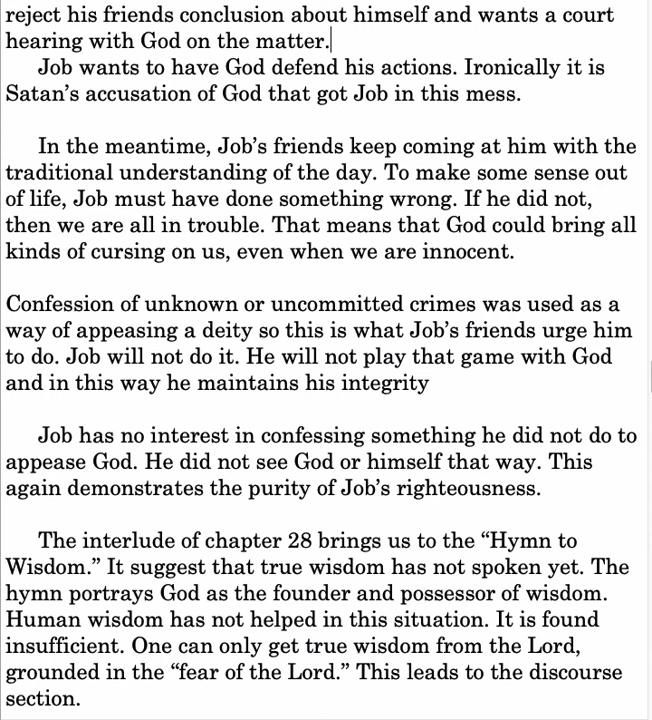 reject his friends conclusion about himself and wants a court
hearing with God on the matter.
Job wants to have God defend his actions. Ironically it is
Satan’s accusation of God that got Job in this mess.
In the meantime, Job’s friends keep coming at him with the
traditional understanding of the day. To make some sense out
of life, Job must have done something wrong. If he did not,
then we are all in trouble. That means that God could bring all
kinds of cursing on us, even when we are innocent.
Confession of unknown or uncommitted crimes was used as a
way of appeasing a deity so this is what Job’s friends urge him
to do. Job will not do it. He will not play that game with God
and in this way he maintains his integrity
Job has no interest in confessing something he did not do to
appease God. He did not see God or himself that way. This
again demonstrates the purity of Job’s righteousness.
The interlude of chapter 28 brings us to the “Hymn to
Wisdom.” It suggest that true wisdom has not spoken yet. The
hymn portrays God as the founder and possessor of wisdom.
Human wisdom has not helped in this situation. It is found
insufficient. One can only get true wisdom from the Lord,
grounded in the “fear of the Lord.” This leads to the discourse
section.